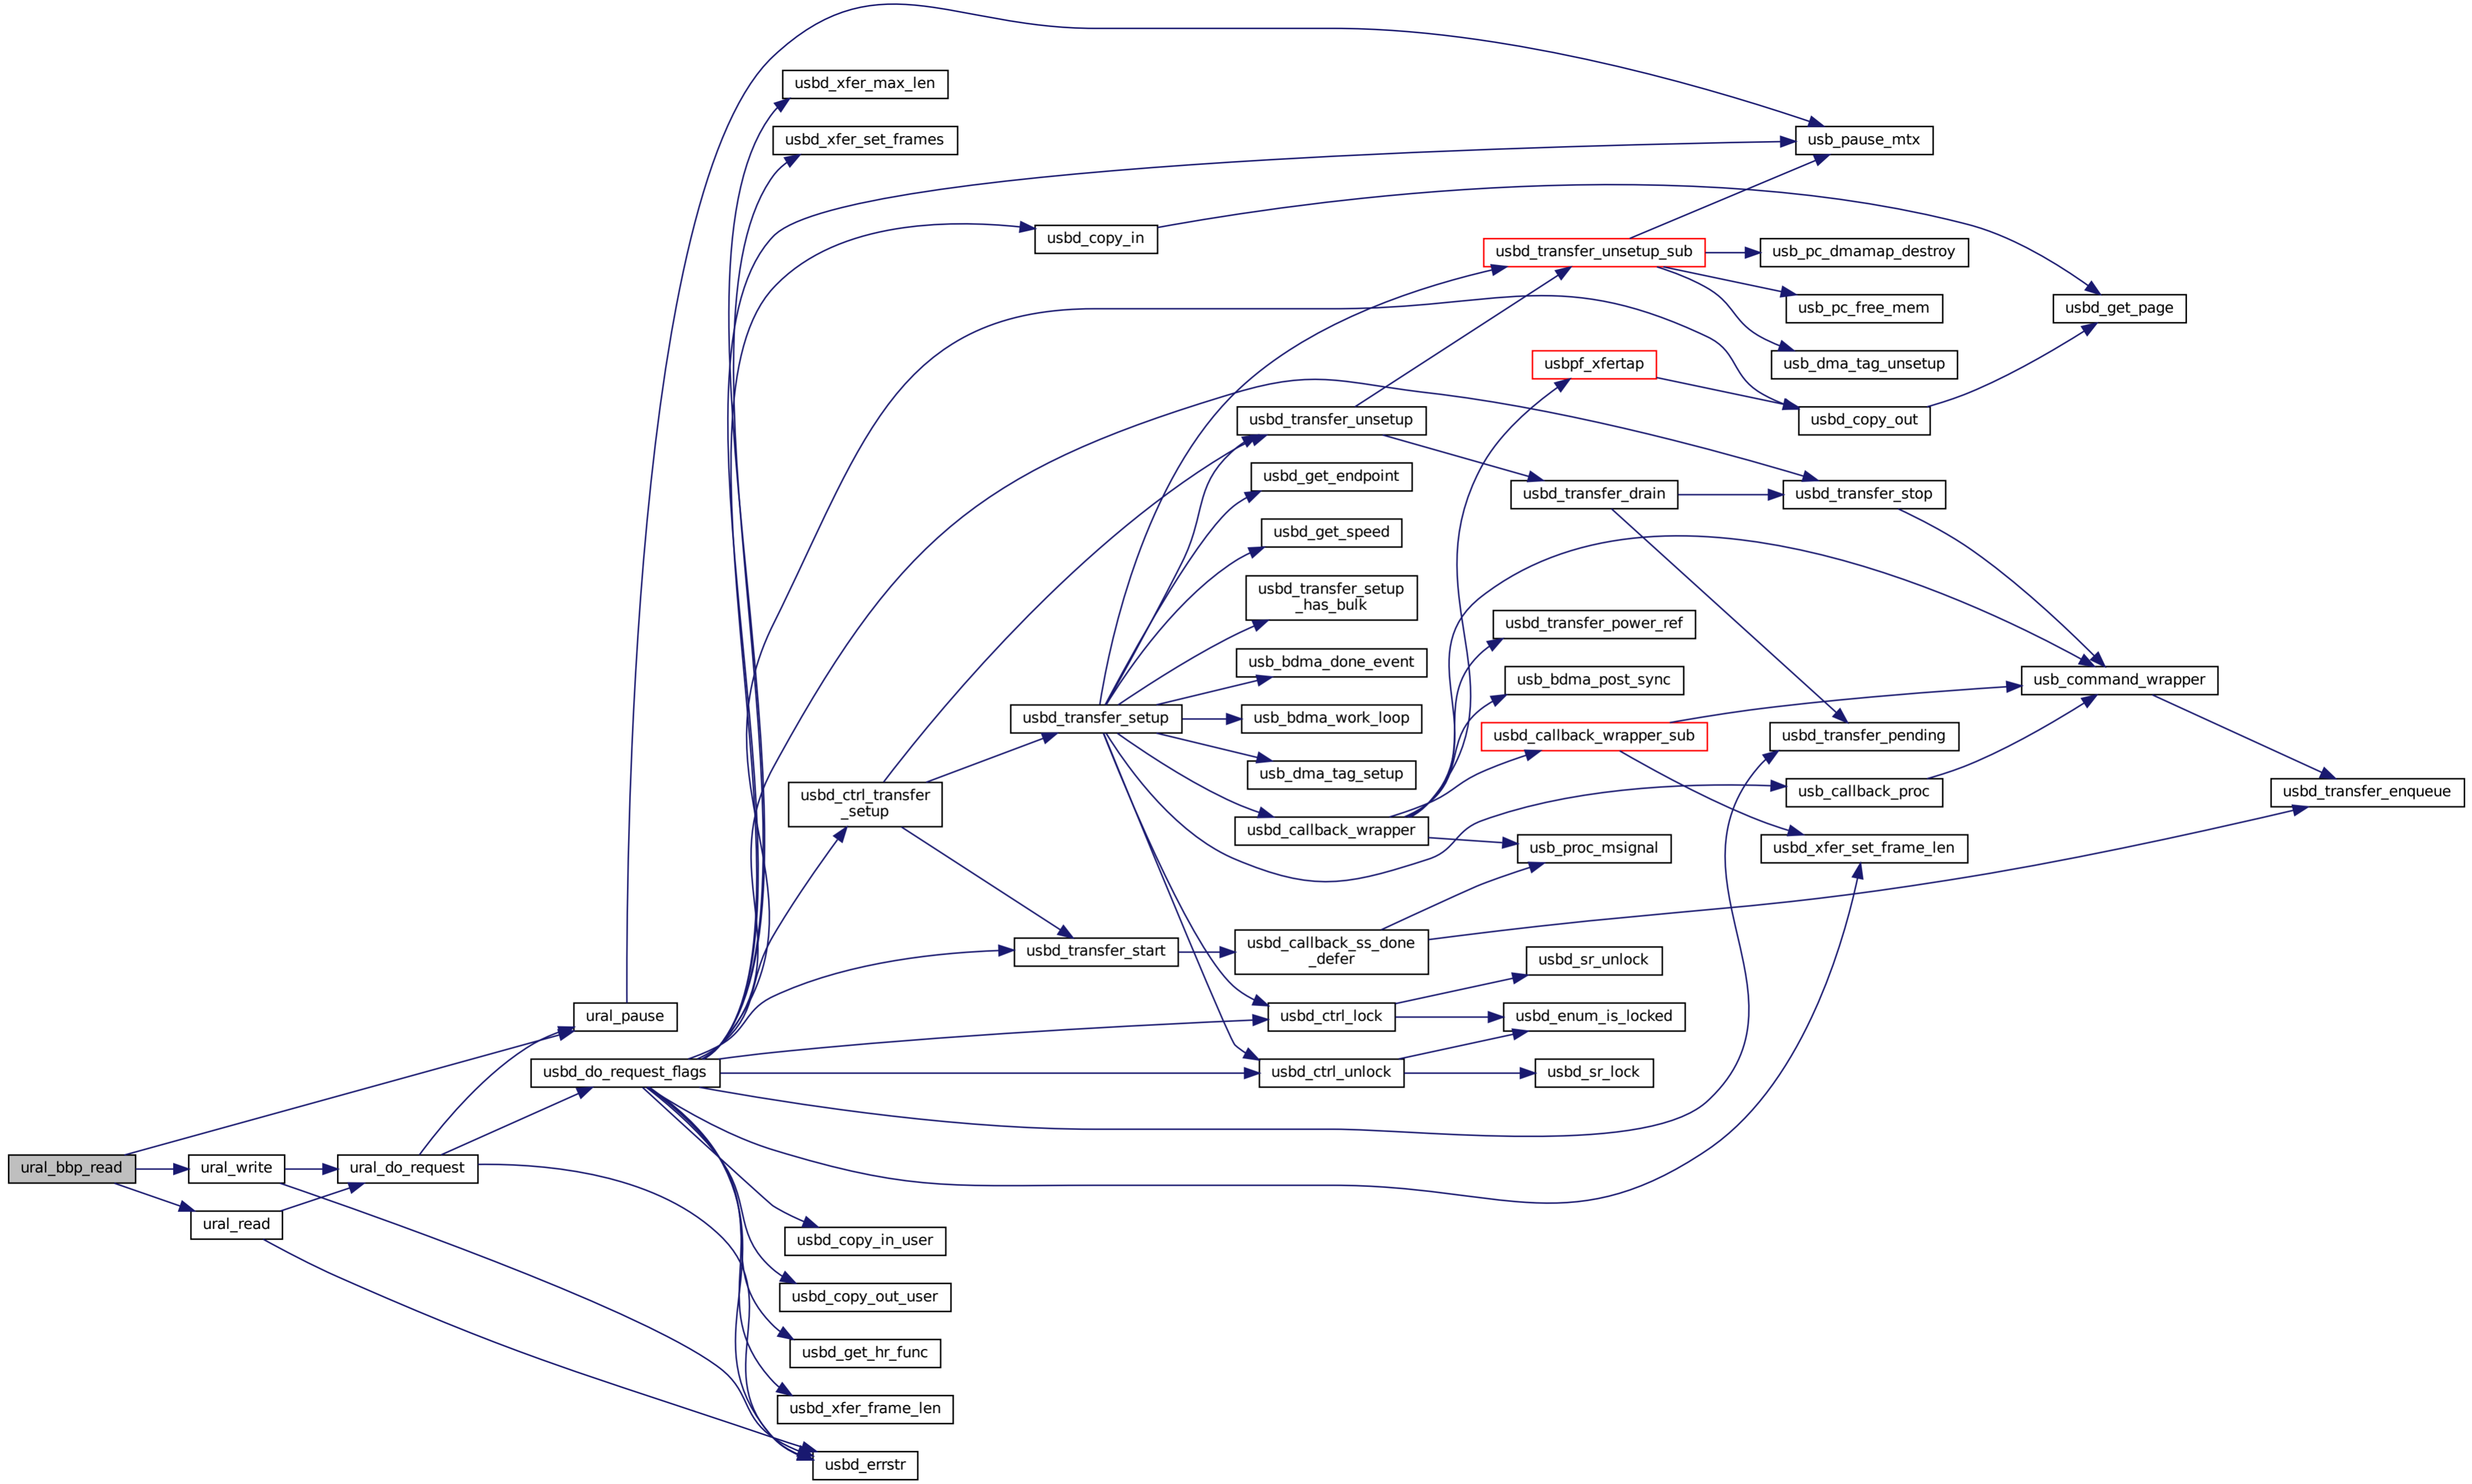 usbd_xfer_max_len
usbd_xfer_set_frames
usb_pause_mtx
usbd_copy_in
usbd_transfer_unsetup_sub
usb_pc_dmamap_destroy
usb_pc_free_mem
usbd_get_page
usb_dma_tag_unsetup
usbpf_xfertap
usbd_transfer_unsetup
usbd_copy_out
usbd_get_endpoint
usbd_transfer_drain
usbd_transfer_stop
usbd_get_speed
usbd_transfer_setup
_has_bulk
usbd_transfer_power_ref
usb_bdma_done_event
usb_bdma_post_sync
usb_command_wrapper
usbd_transfer_setup
usb_bdma_work_loop
usbd_callback_wrapper_sub
usbd_transfer_pending
usb_dma_tag_setup
usbd_ctrl_transfer
_setup
usb_callback_proc
usbd_transfer_enqueue
usbd_callback_wrapper
usb_proc_msignal
usbd_xfer_set_frame_len
usbd_transfer_start
usbd_callback_ss_done
_defer
usbd_sr_unlock
ural_pause
usbd_ctrl_lock
usbd_enum_is_locked
usbd_do_request_flags
usbd_ctrl_unlock
usbd_sr_lock
ural_bbp_read
ural_write
ural_do_request
ural_read
usbd_copy_in_user
usbd_copy_out_user
usbd_get_hr_func
usbd_xfer_frame_len
usbd_errstr